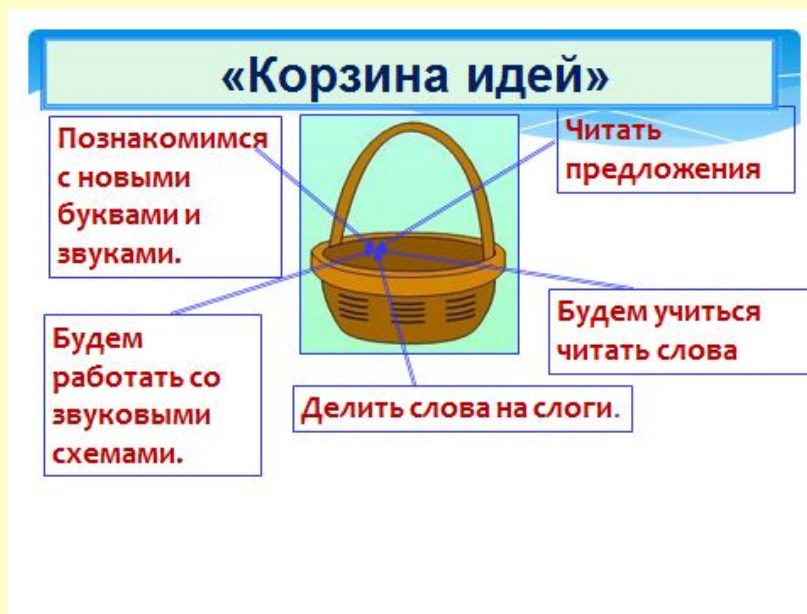 «Корзина идей»
Познакомимся
с новыми
буквами и
звуками.
Читать
предложения
Будем
работать со
звуковыми
схемами.
Будем учиться
читать слова
Делить слова на слоги.